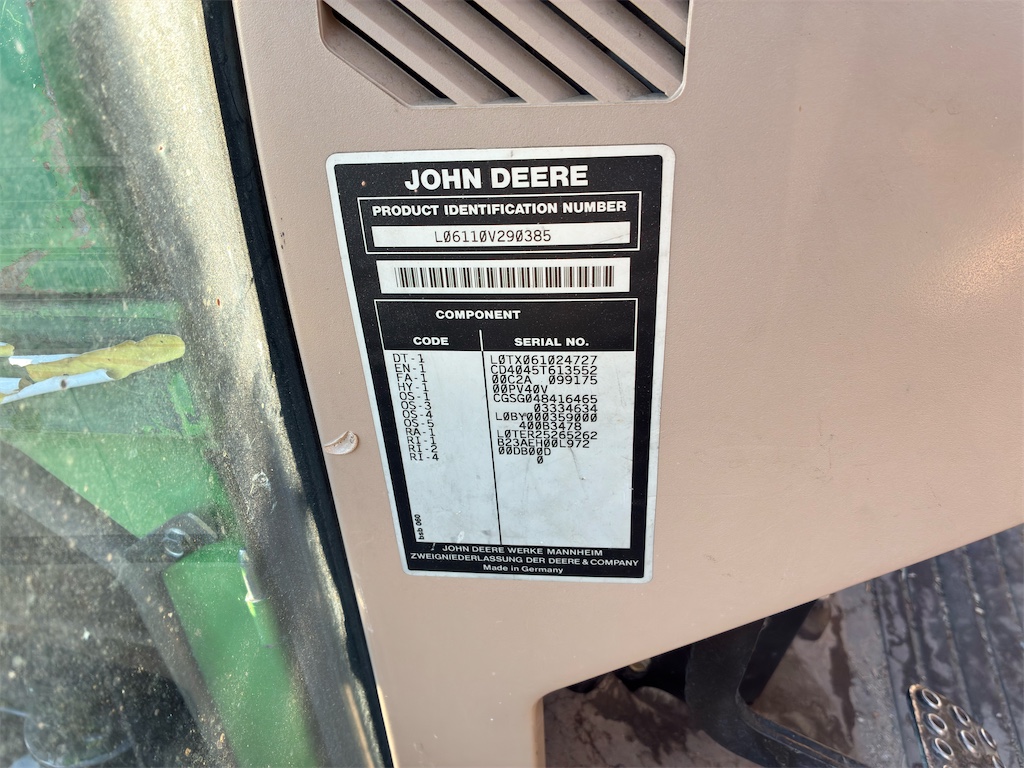 JOHN DEERE
PRODUCT IDENTIFICATION NUMBER
L06110V290385
COMPONENT
CODE SERIAL NO.
DT-1 L0TX061024727
EN-1 CD4045T613552
FA-1 00C2A 099175
HY-1 00PV40V
OS-1 CGSG048416465
OS-3 03334634
OS-4 L0BY000359000
OS-5 400B3478
RA-1 L0TER25265262
RI-1 B23AEH00L972
RI-2 00DB00D
RI-4 0
bsb 060
JOHN DEERE WERKE MANNHEIM
ZWEIGNIEDERLASSUNG DER DEERE & COMPANY
Made in Germany